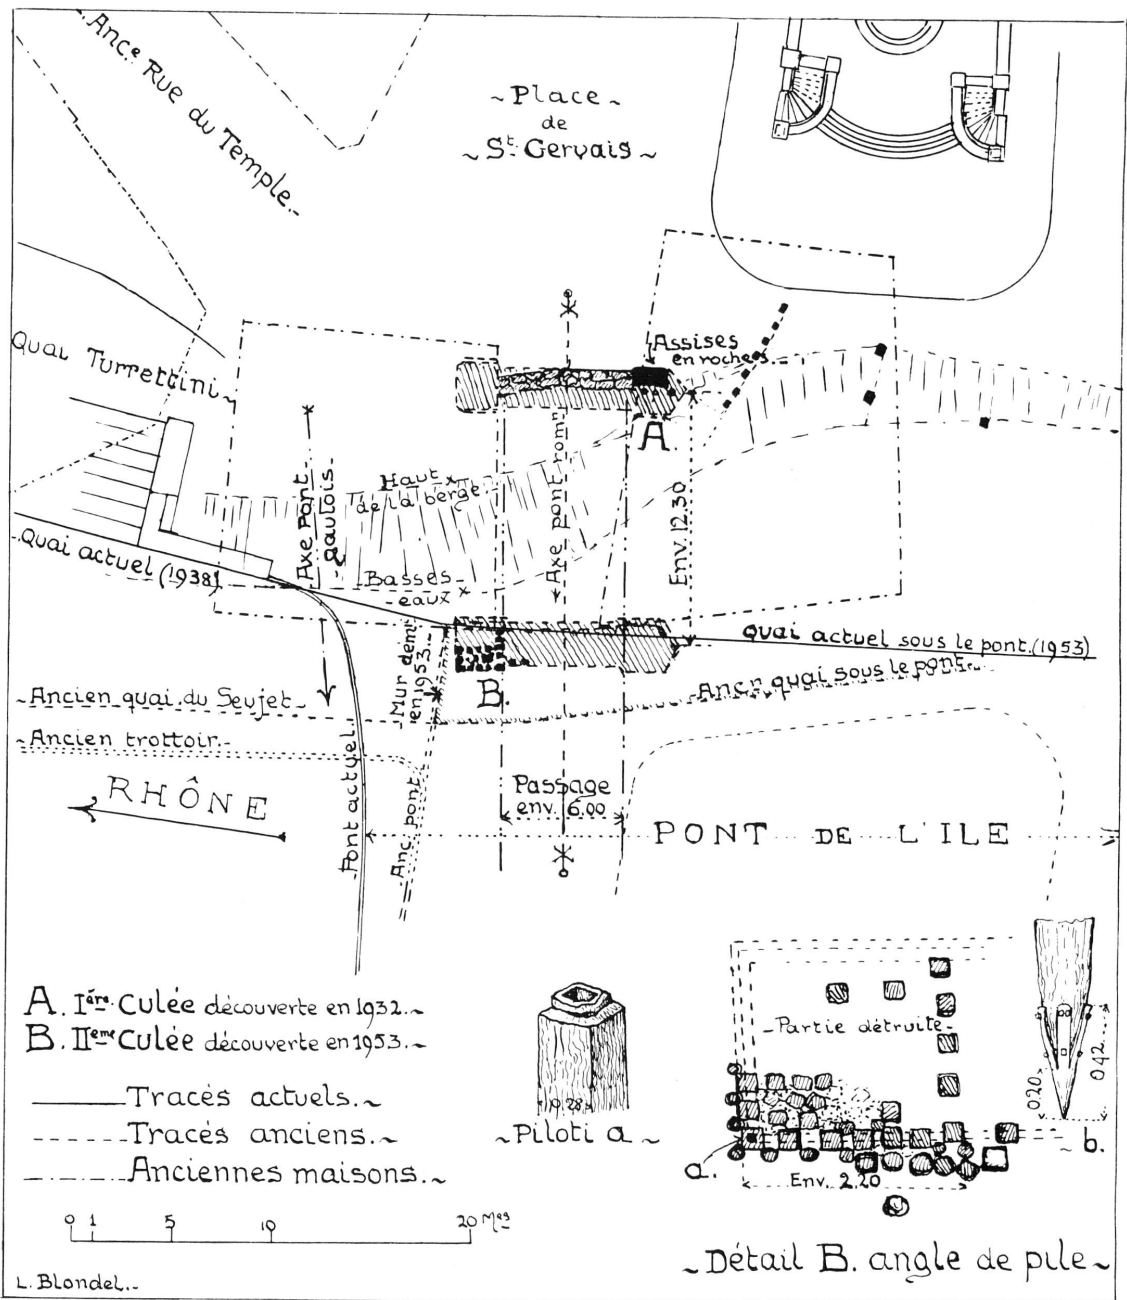 Anc.e Rue du Temple.-
~ Place ~
de
~ St. Gervais ~
Quai Turrettini
Assises
en roches.
A
Haut
de la berge
Axe Pont
gaulois.
Axe pont rom.n
Env. 12.30
Quai actuel (1938)
Basses
eaux
Quai actuel sous le pont. (1953)
Anc.n quai sous le pont.
Mur dém.
en 1953.
B.
Ancien quai du Seujet
Ancien trottoir.
RHÔNE
Pont actuel
Anc. pont
Passage
env. 6.00
PONT DE L'ILE
A. Ière. Culée découverte en 1932.~
B. IIeme Culée découverte en 1953.~
Tracés actuels.~
Tracés anciens.~
Anciennes maisons.~
0 1 5 10 20 Mes
L. Blondel.-
0.28
~ Piloti a ~
- Partie détruite -
a.
Env. 2.20
0.20
0.42
b.
~ Détail B. angle de pile ~